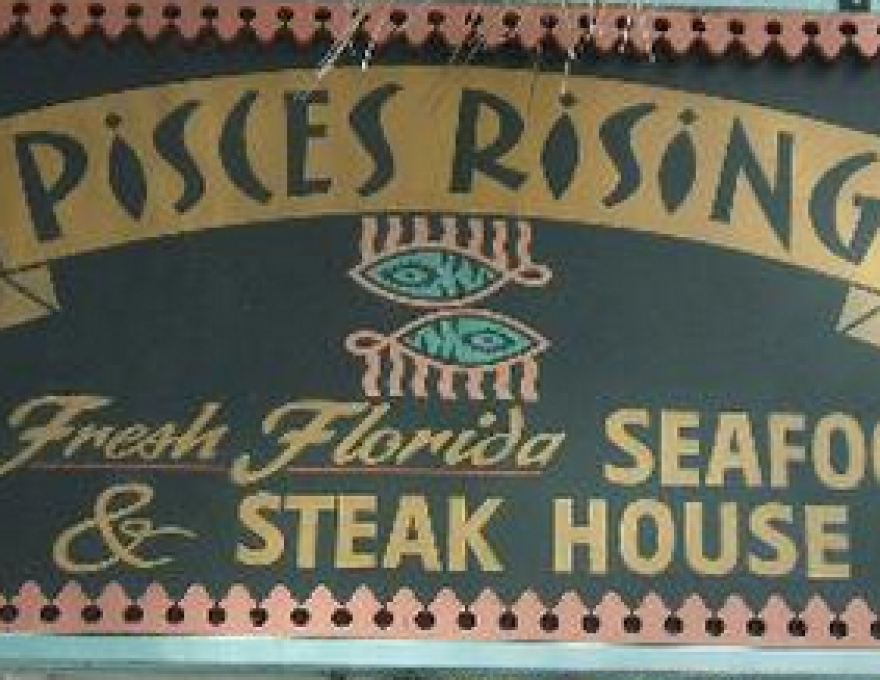 PiSCES RiSiNG
Fresh Florida SEAFOO
& STEAK HOUSE